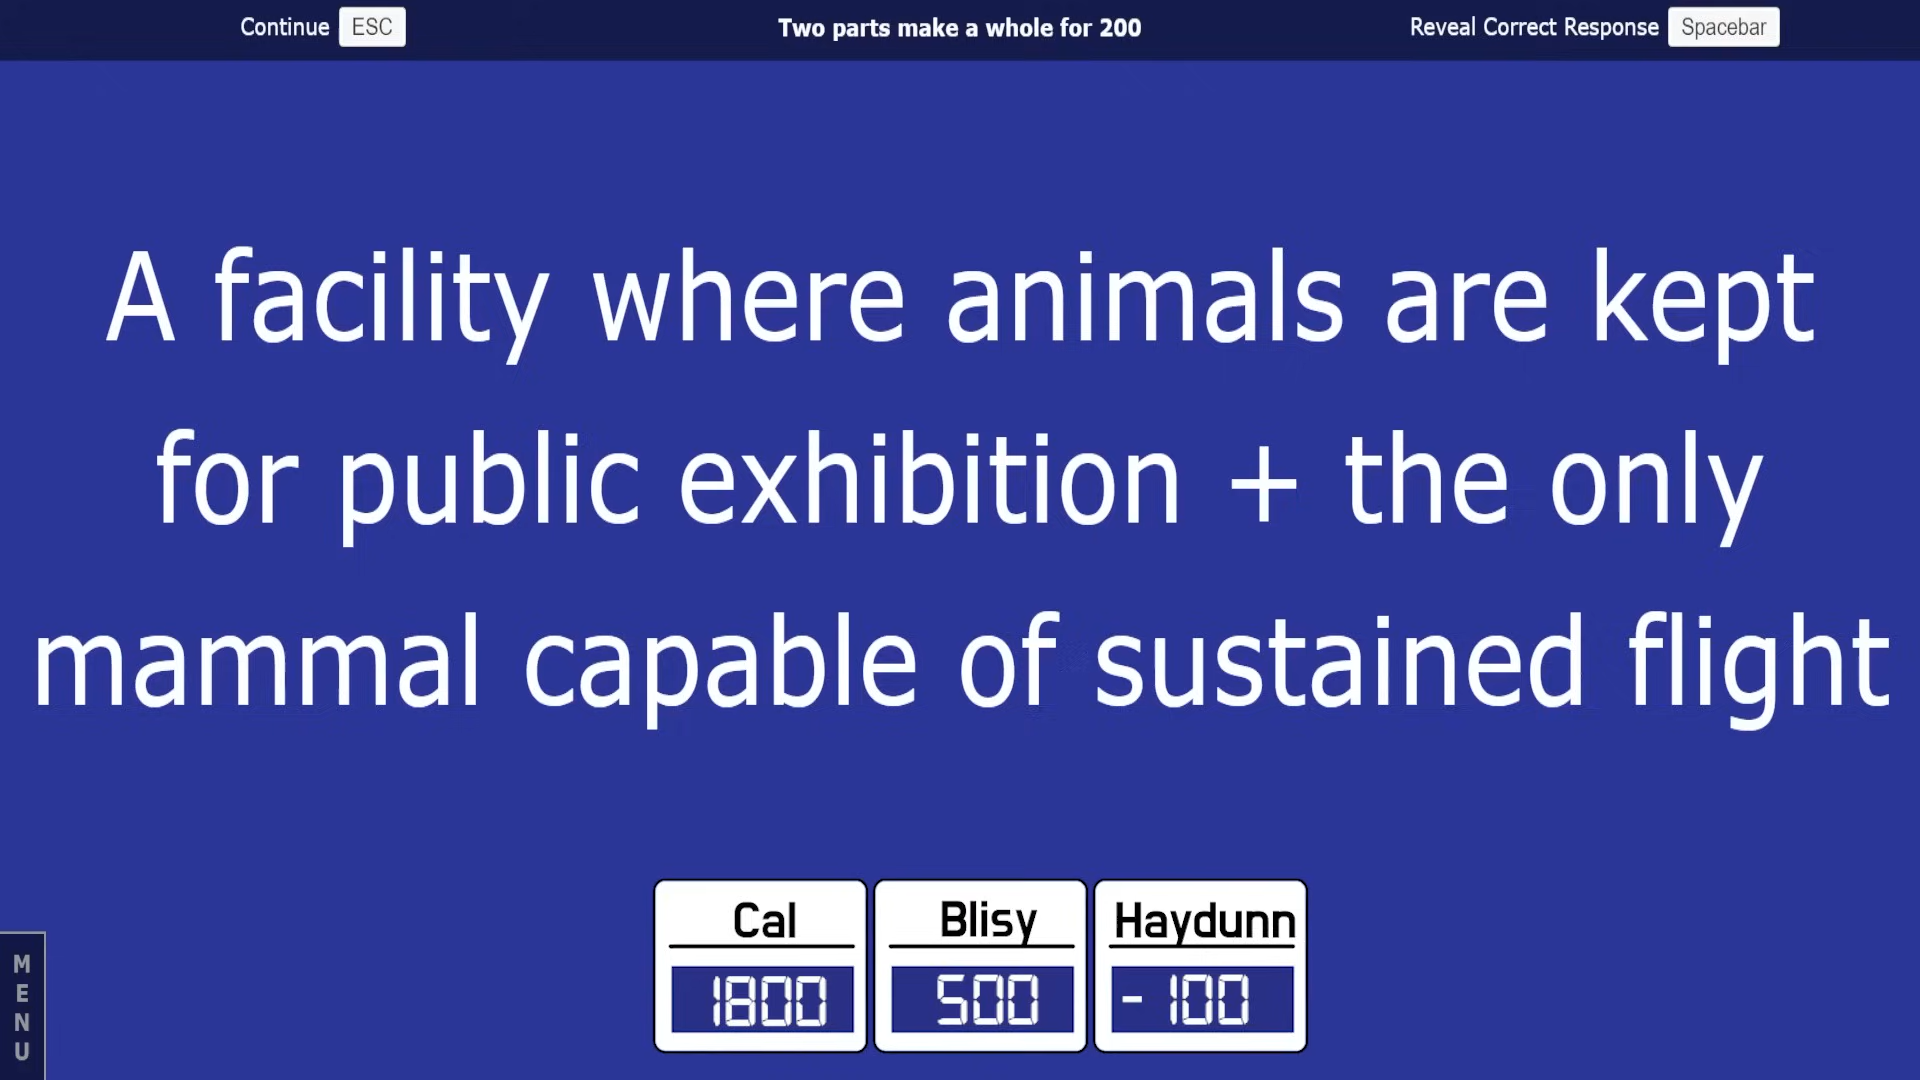 Continue ESC
Two parts make a whole for 200
Reveal Correct Response Spacebar
A facility where animals are kept
for public exhibition + the only
mammal capable of sustained flight
Cal
1800
Blisy
500
Haydunn
- 100
MENU